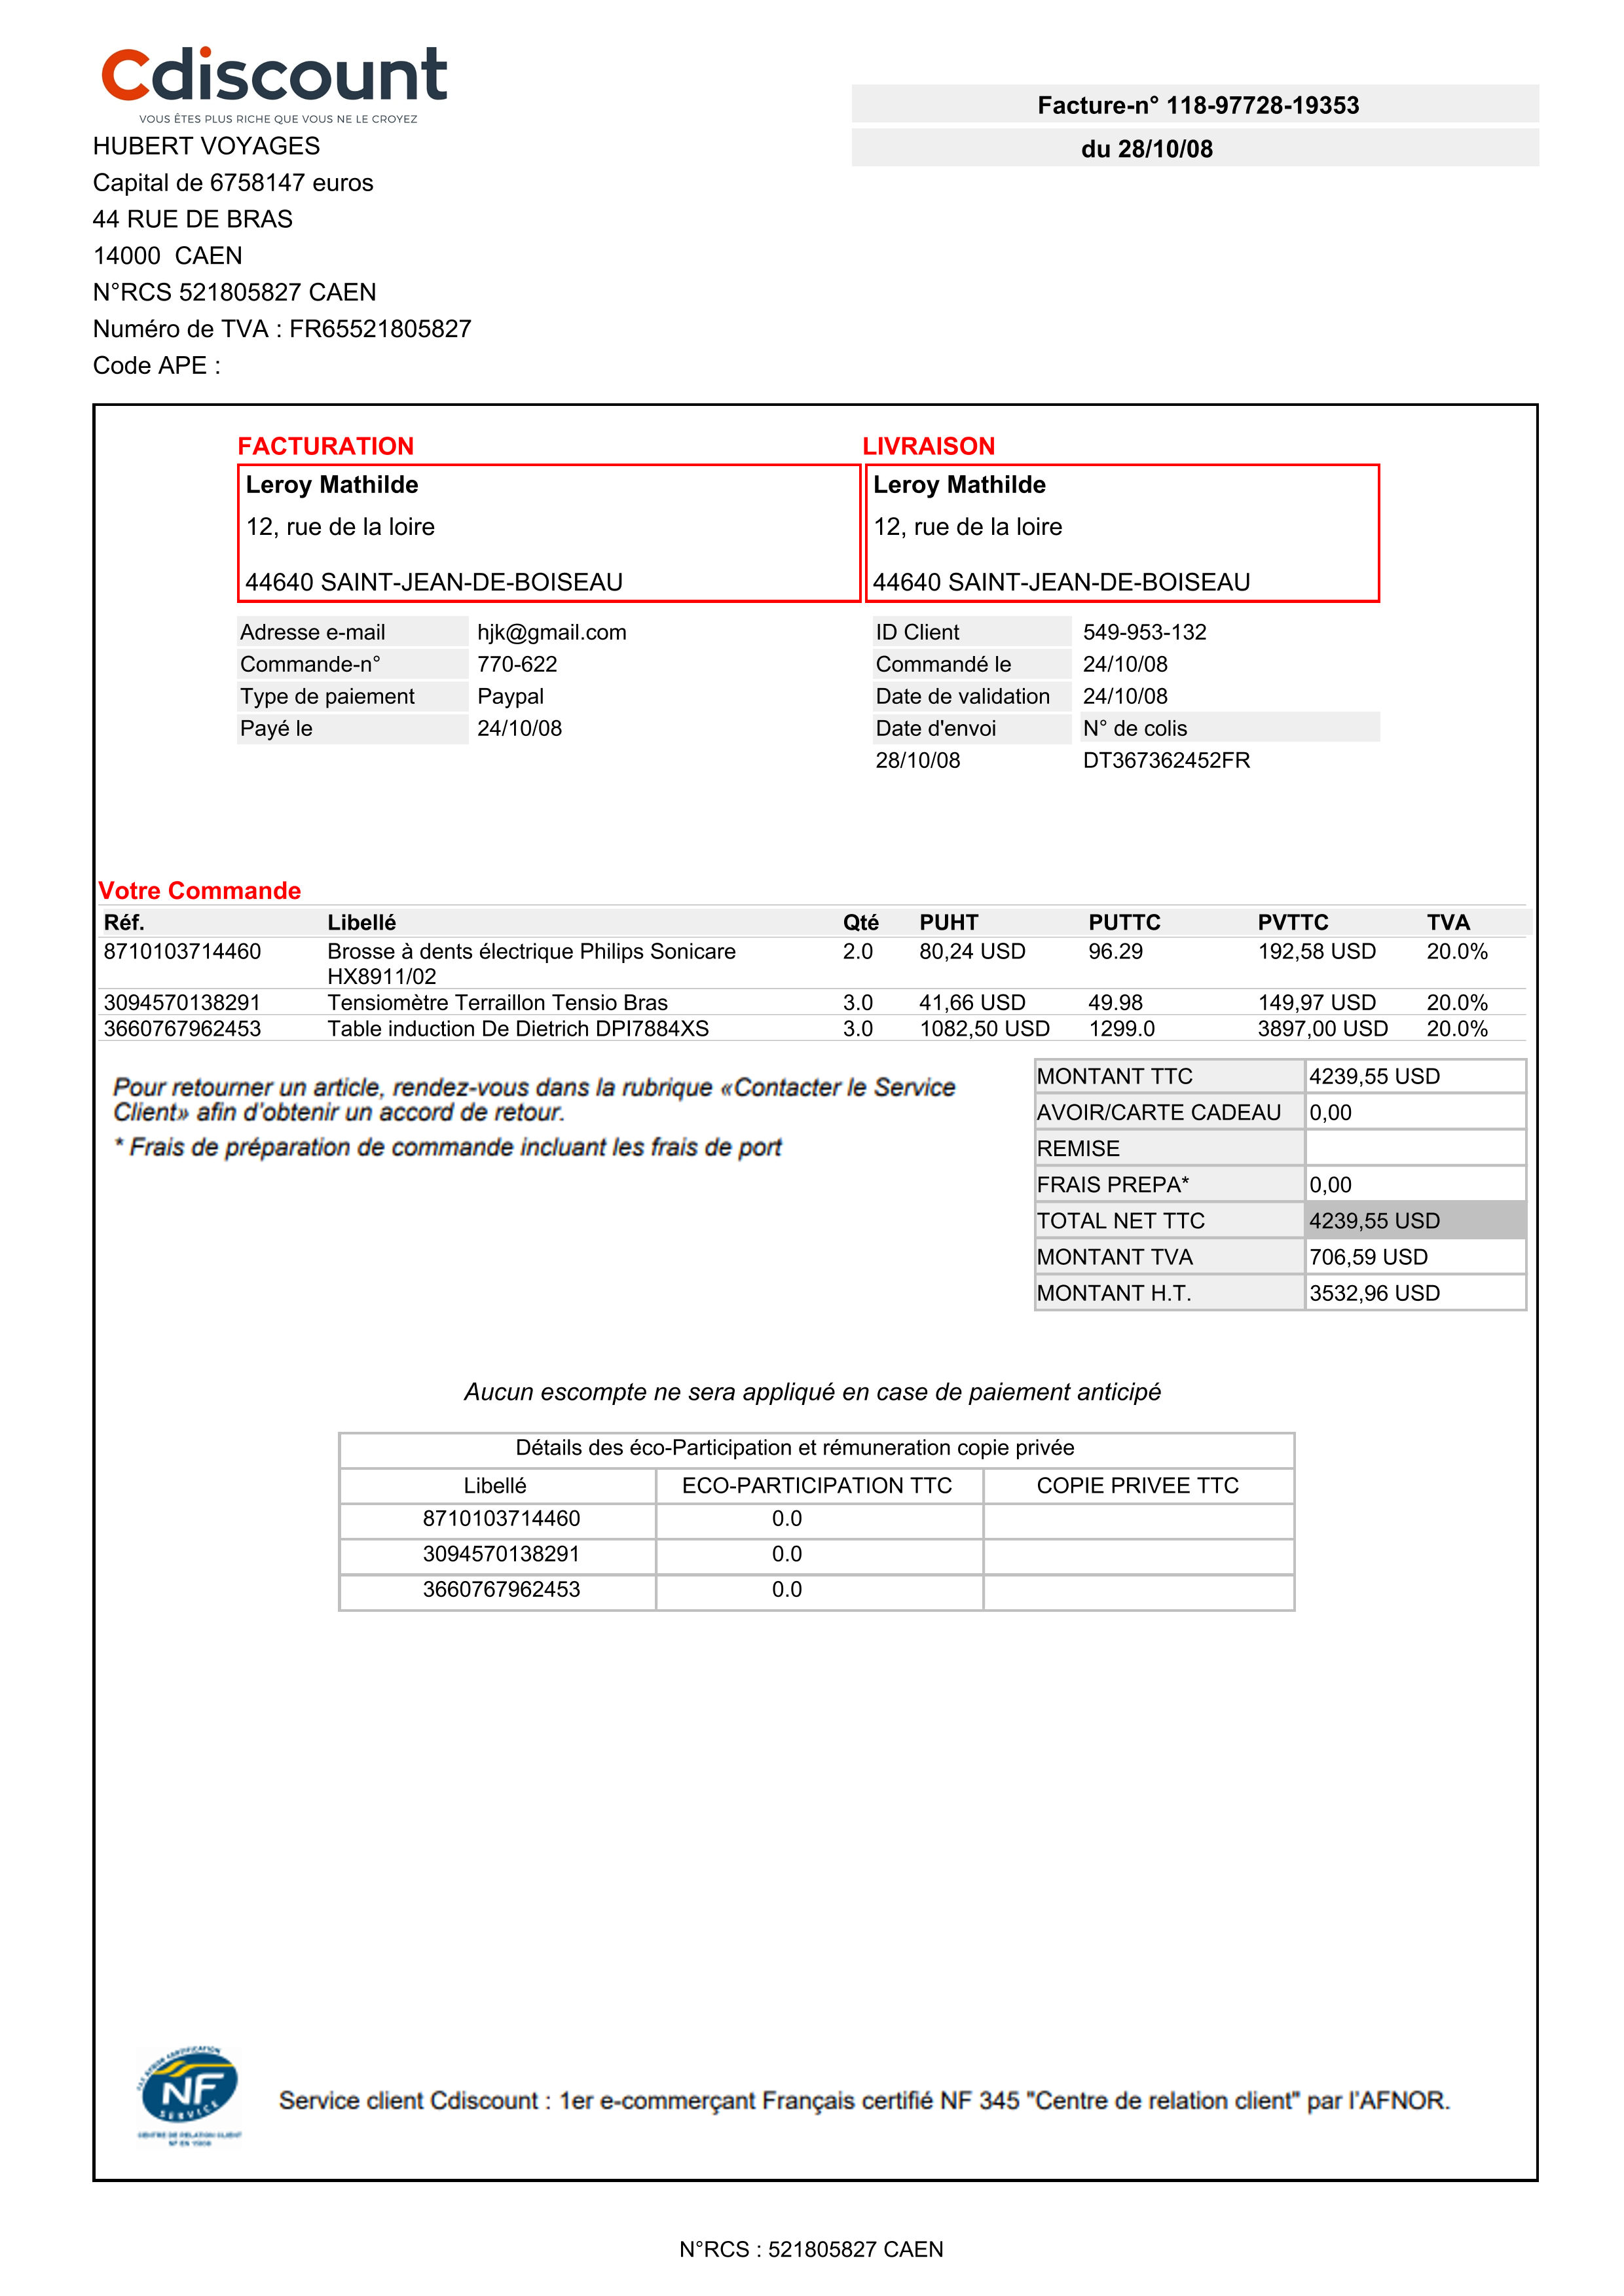 Cdiscount
VOUS ÊTES PLUS RICHE QUE VOUS NE LE CROYEZ
Facture-n° 118-97728-19353
du 28/10/08
HUBERT VOYAGES
Capital de 6758147 euros
44 RUE DE BRAS
14000 CAEN
N°RCS 521805827 CAEN
Numéro de TVA : FR65521805827
Code APE :
FACTURATION
Leroy Mathilde
12, rue de la loire
44640 SAINT-JEAN-DE-BOISEAU
LIVRAISON
Leroy Mathilde
12, rue de la loire
44640 SAINT-JEAN-DE-BOISEAU
Adresse e-mail hjk@gmail.com
Commande-n° 770-622
Type de paiement Paypal
Payé le 24/10/08
ID Client 549-953-132
Commandé le 24/10/08
Date de validation 24/10/08
Date d'envoi N° de colis
28/10/08 DT367362452FR
Votre Commande
Réf. Libellé Qté PUHT PUTTC PVTTC TVA
8710103714460 Brosse à dents électrique Philips Sonicare 2.0 80,24 USD 96.29 192,58 USD 20.0%
HX8911/02
3094570138291 Tensiomètre Terraillon Tensio Bras 3.0 41,66 USD 49.98 149,97 USD 20.0%
3660767962453 Table induction De Dietrich DPI7884XS 3.0 1082,50 USD 1299.0 3897,00 USD 20.0%
Pour retourner un article, rendez-vous dans la rubrique «Contacter le Service
Client» afin d'obtenir un accord de retour.
* Frais de préparation de commande incluant les frais de port
MONTANT TTC 4239,55 USD
AVOIR/CARTE CADEAU 0,00
REMISE
FRAIS PREPA* 0,00
TOTAL NET TTC 4239,55 USD
MONTANT TVA 706,59 USD
MONTANT H.T. 3532,96 USD
Aucun escompte ne sera appliqué en case de paiement anticipé
Détails des éco-Participation et rémuneration copie privée
Libellé ECO-PARTICIPATION TTC COPIE PRIVEE TTC
8710103714460 0.0
3094570138291 0.0
3660767962453 0.0
NF
SERVICE
CENTRE DE RELATION CLIENT
Service client Cdiscount : 1er e-commerçant Français certifié NF 345 "Centre de relation client" par l'AFNOR.
N°RCS : 521805827 CAEN